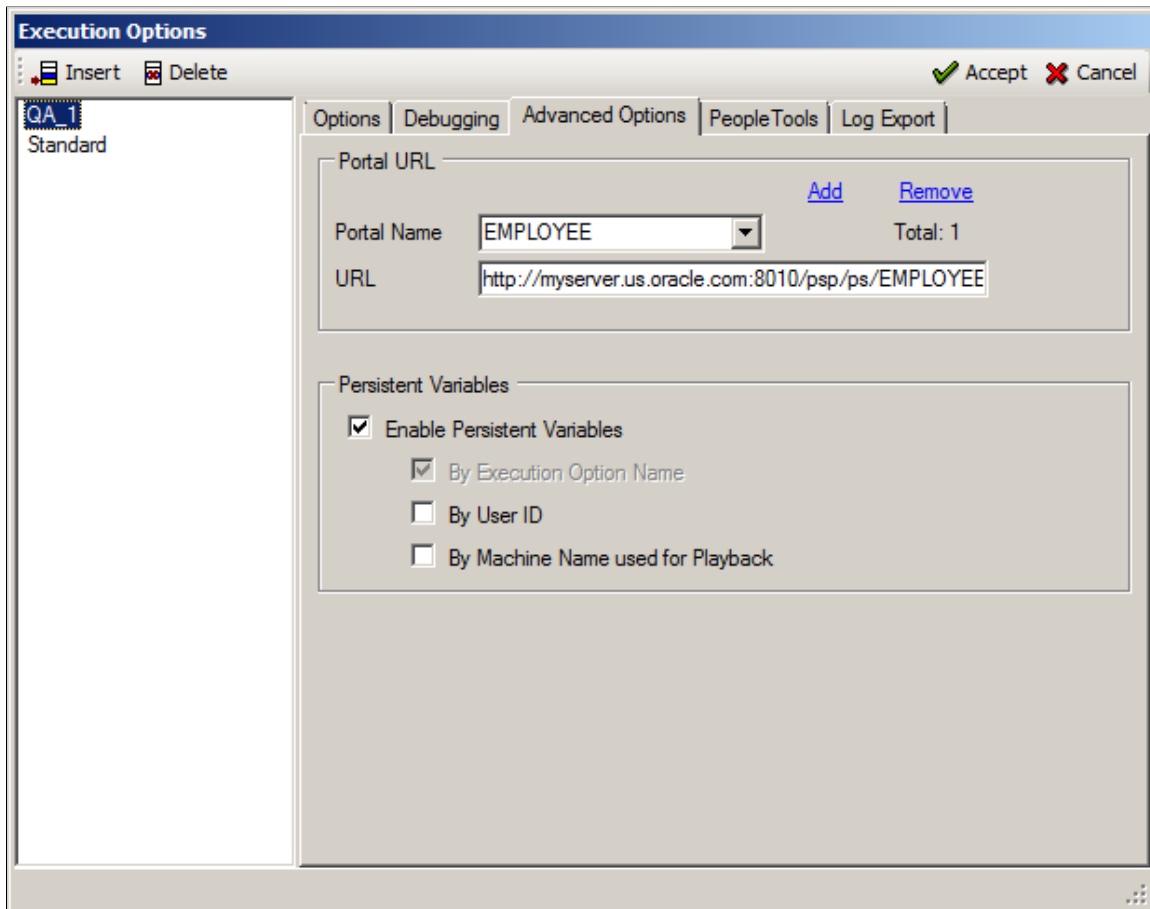 Execution Options
Insert Delete Accept Cancel
QA_1
Standard
Options Debugging Advanced Options PeopleTools Log Export
Portal URL
Add Remove
Portal Name EMPLOYEE Total: 1
URL http://myserver.us.oracle.com:8010/psp/ps/EMPLOYEE
Persistent Variables
Enable Persistent Variables
By Execution Option Name
By User ID
By Machine Name used for Playback